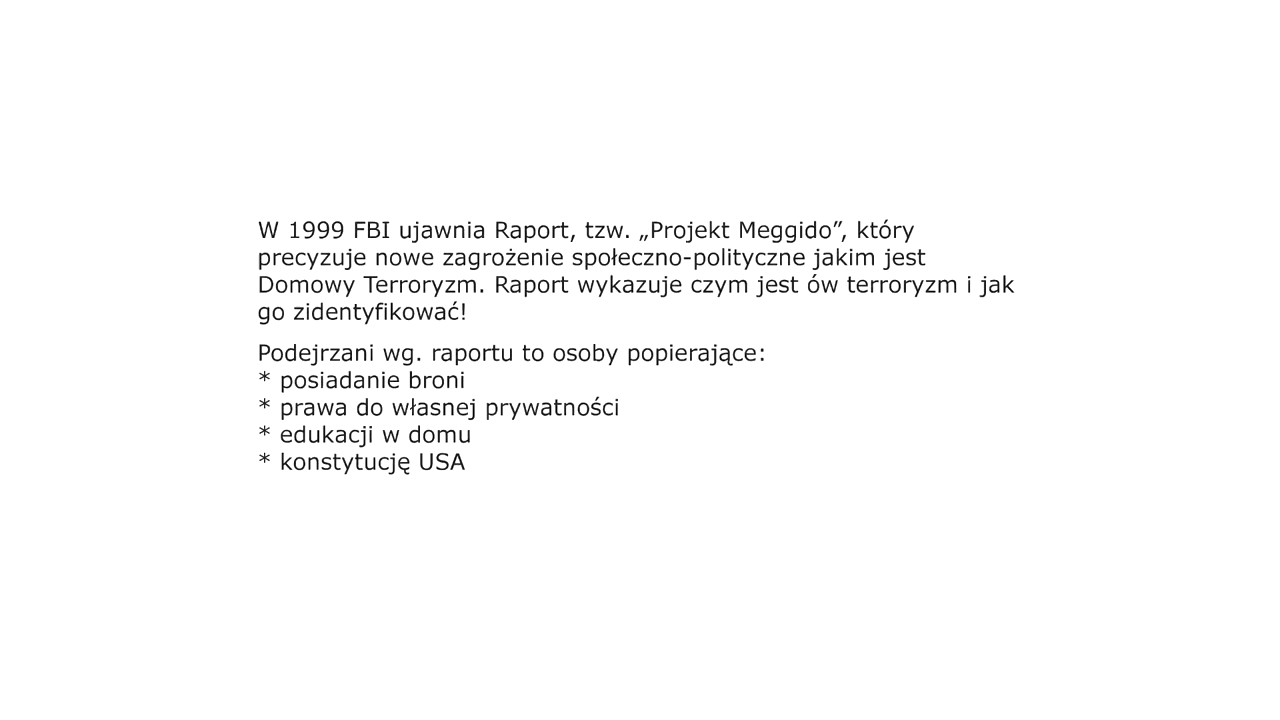 W 1999 FBI ujawnia Raport, tzw. „Projekt Meggido”, który
precyzuje nowe zagrożenie społeczno-polityczne jakim jest
Domowy Terroryzm. Raport wykazuje czym jest ów terroryzm i jak
go zidentyfikować!
Podejrzani wg. raportu to osoby popierające:
* posiadanie broni
* prawa do własnej prywatności
* edukacji w domu
* konstytucję USA